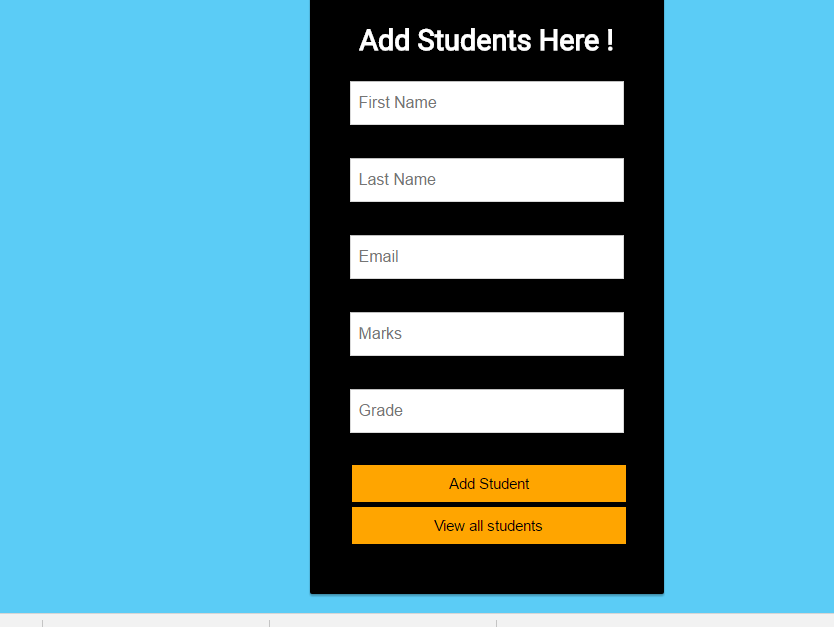 Add Students Here !
First Name
Last Name
Email
Marks
Grade
Add Student
View all students